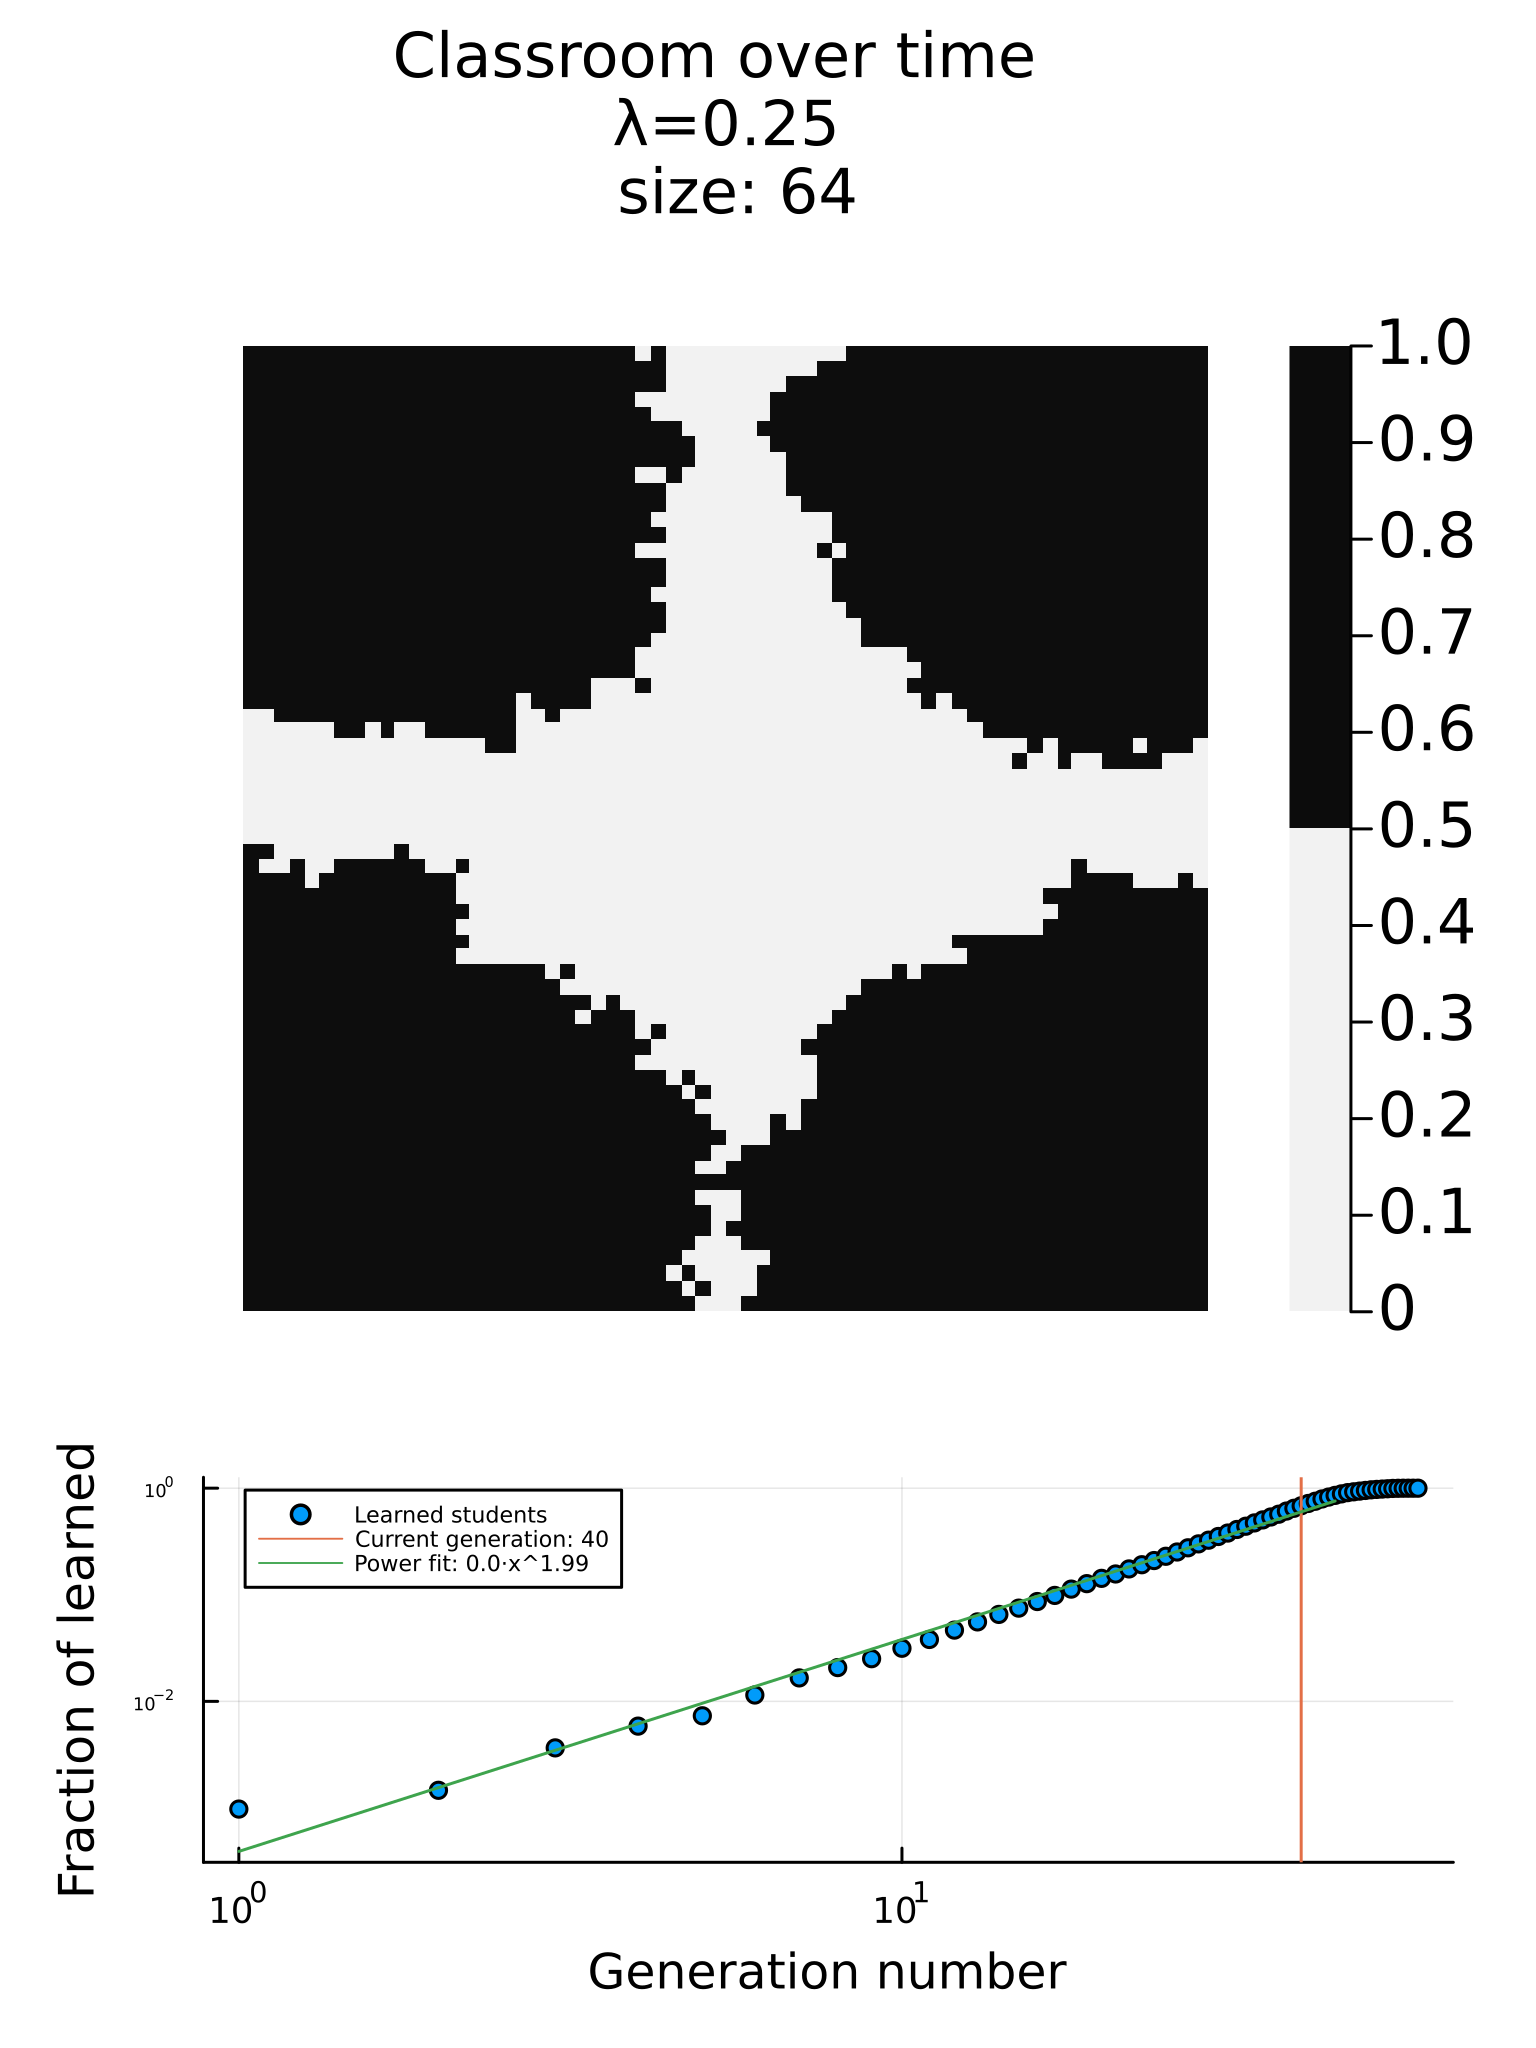 Classroom over time
λ=0.25
size: 64
1.0
0.9
0.8
0.7
0.6
0.5
0.4
0.3
0.2
0.1
0
Fraction of learned
10^0
10^−2
Learned students
Current generation: 40
Power fit: 0.0·x^1.99
10^0
10^1
Generation number